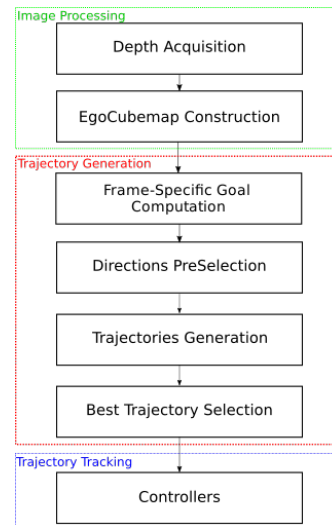 Image Processing
Depth Acquisition
EgoCubemap Construction
Trajectory Generation
Frame-Specific Goal
Computation
Directions PreSelection
Trajectories Generation
Best Trajectory Selection
Trajectory Tracking
Controllers